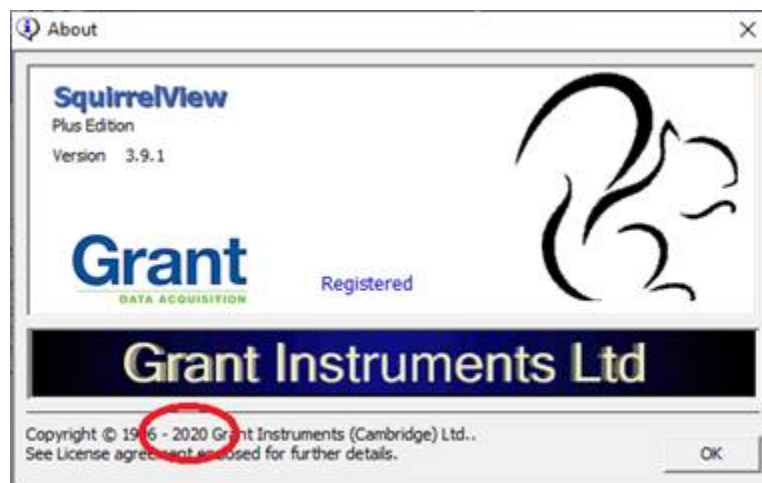 About
SquirrelView
Plus Edition
Version 3.9.1
Grant
DATA ACQUISITION
Registered
Grant Instruments Ltd
Copyright © 1996 - 2020 Grant Instruments (Cambridge) Ltd..
See License agreement enclosed for further details.
OK